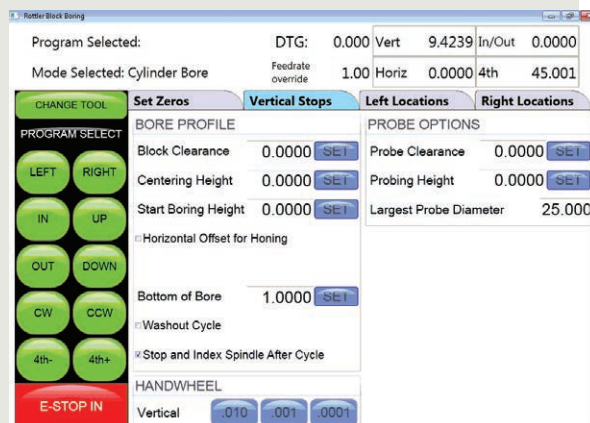 Rottler Block Boring
Program Selected: DTG: 0.000 Vert 9.4239 In/Out 0.0000
Mode Selected: Cylinder Bore Feedrate override 1.00 Horiz 0.0000 4th 45.001
CHANGE TOOL Set Zeros Vertical Stops Left Locations Right Locations
PROGRAM SELECT BORE PROFILE PROBE OPTIONS
Block Clearance 0.0000 SET Probe Clearance 0.0000 SET
LEFT RIGHT Centering Height 0.0000 SET Probing Height 0.0000 SET
IN UP Start Boring Height 0.0000 SET Largest Probe Diameter 25.000
Horizontal Offset for Honing
OUT DOWN
Bottom of Bore 1.0000 SET
CW CCW Washout Cycle
4th- 4th+ Stop and Index Spindle After Cycle
HANDWHEEL
E-STOP IN Vertical .010 .001 .0001